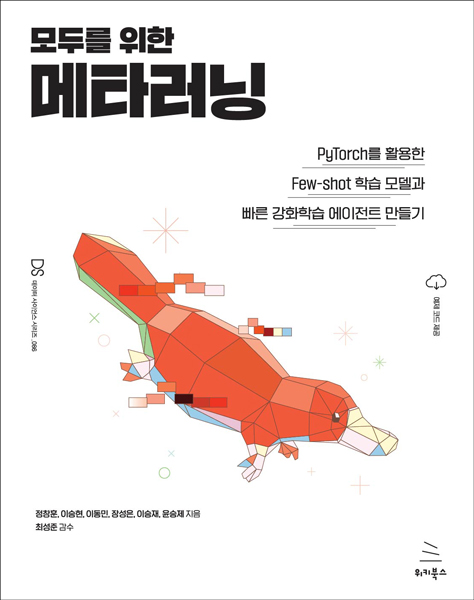 모두를 위한
메타러닝
PyTorch를 활용한
Few-shot 학습 모델과
빠른 강화학습 에이전트 만들기
DS 데이터 사이언스 시리즈_086
예제 코드 제공
정창훈, 이승현, 이동민, 장성은, 이승재, 윤승제 지음
최성준 감수
위키북스